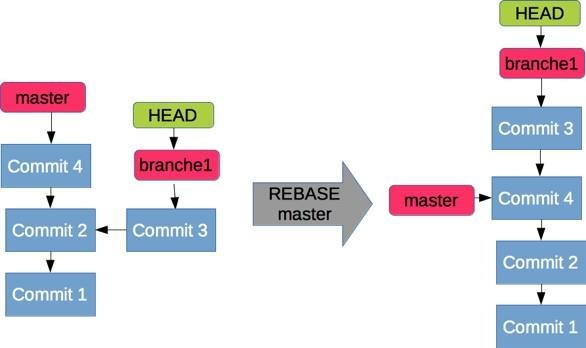 master
Commit 4
Commit 2
Commit 1
HEAD
branche1
Commit 3
REBASE
master
HEAD
branche1
Commit 3
master
Commit 4
Commit 2
Commit 1